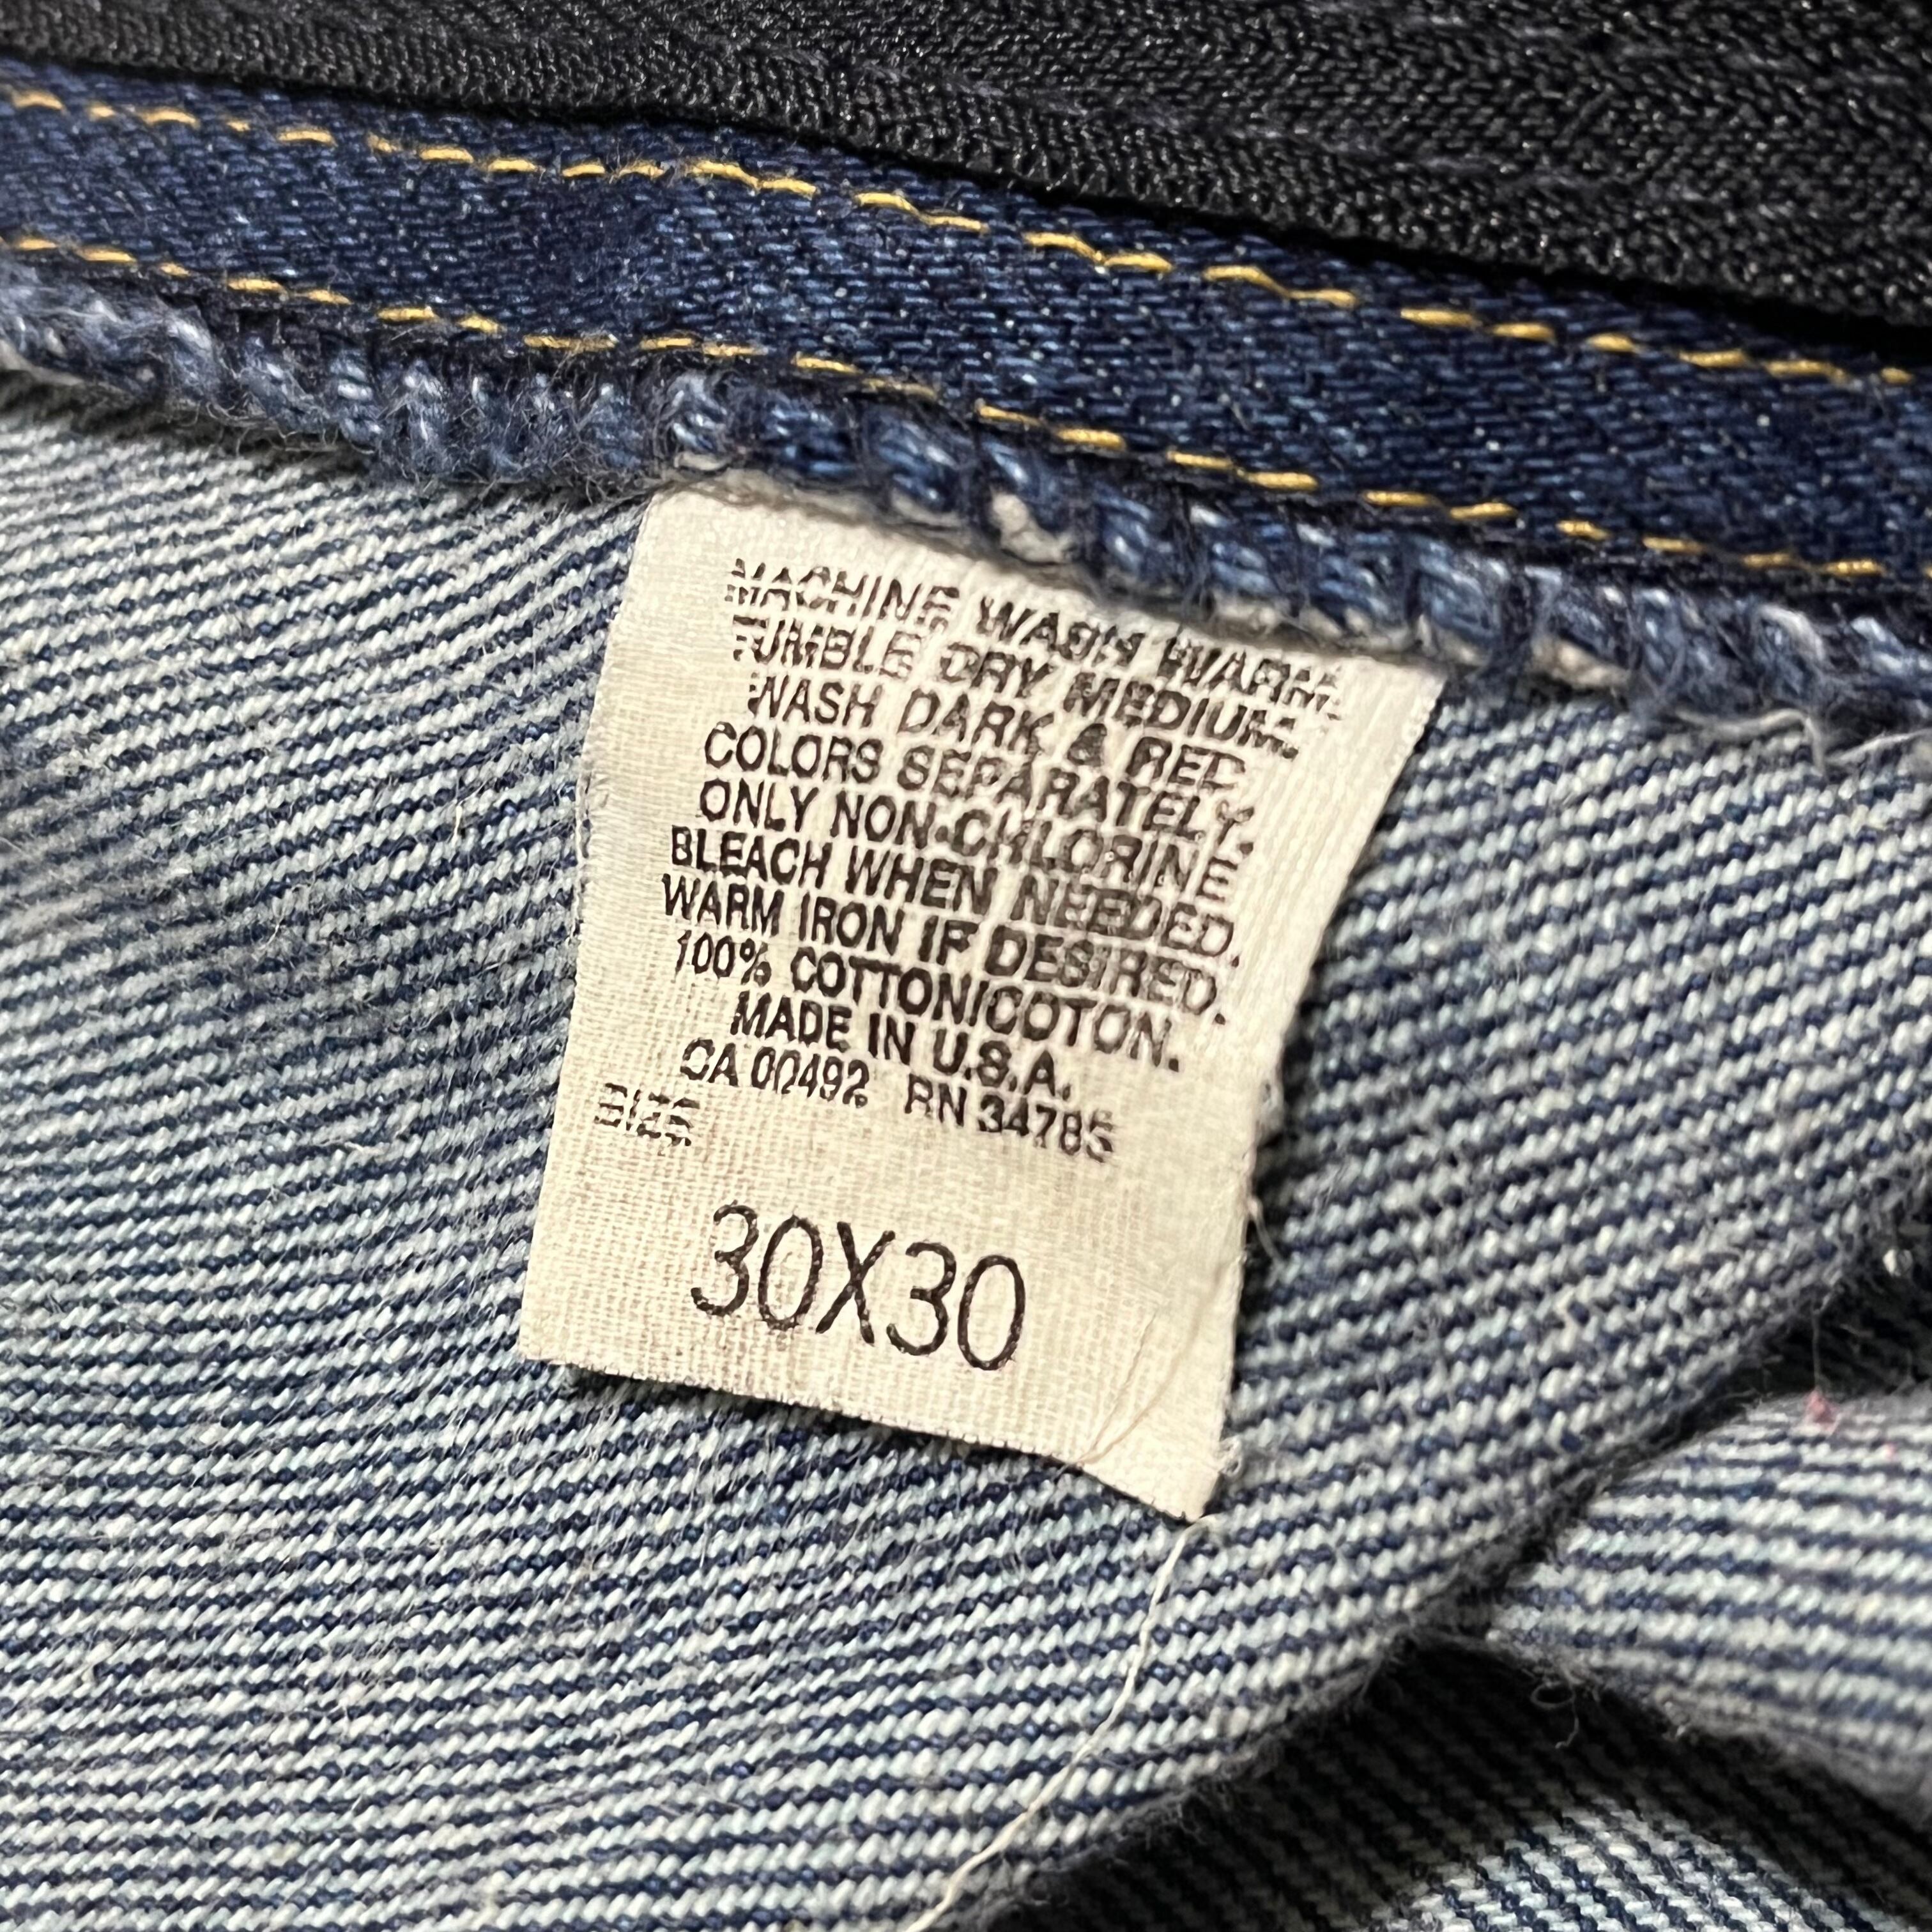 MACHINE WASH WARM.
TUMBLE DRY MEDIUM.
WASH DARK & RED
COLORS SEPARATELY.
ONLY NON-CHLORINE
BLEACH WHEN NEEDED.
WARM IRON IF DESIRED.
100% COTTON/COTON.
MADE IN U.S.A.
CA 00492 RN 34785
SIZE
30X30